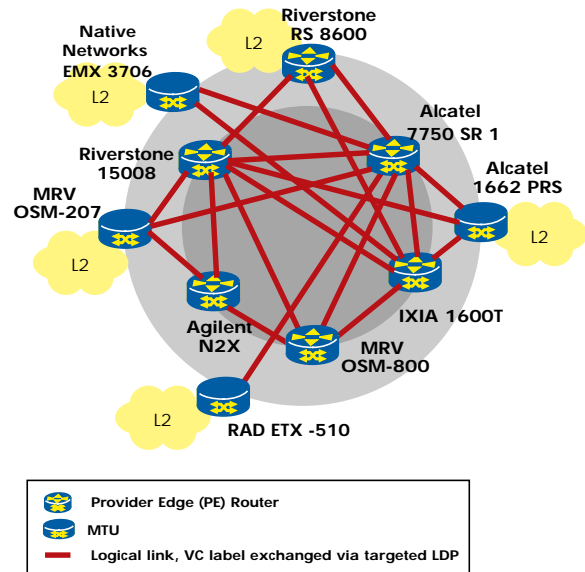 Riverstone
RS 8600
Native
Networks
EMX 3706
L2
L2
Alcatel
7750 SR 1
Riverstone
15008
Alcatel
1662 PRS
MRV
OSM-207
L2
L2
IXIA 1600T
Agilent
N2X
MRV
OSM-800
L2
RAD ETX -510
Provider Edge (PE) Router
MTU
Logical link, VC label exchanged via targeted LDP